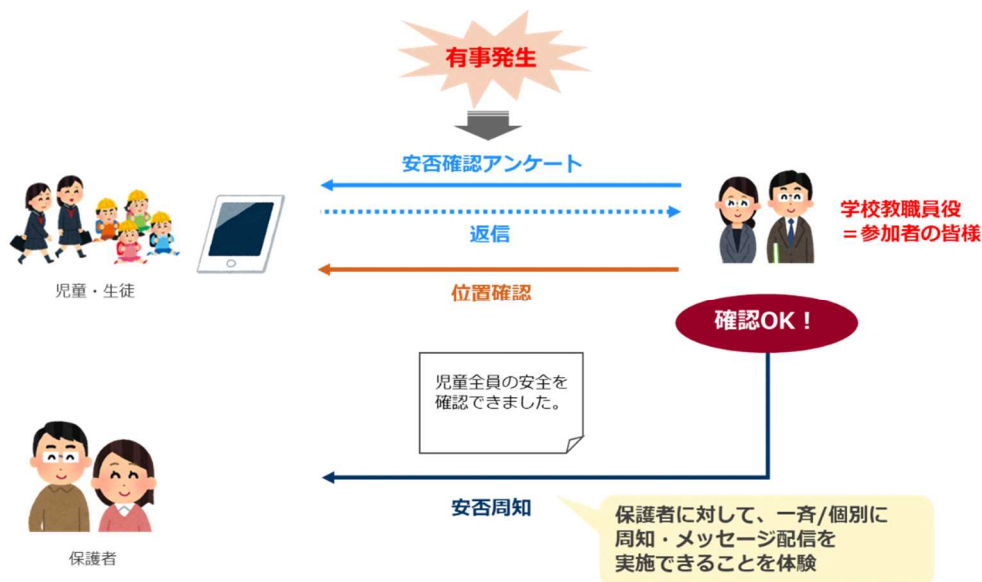 有事発生
安否確認アンケート
返信
学校教職員役
＝参加者の皆様
位置確認
児童・生徒
確認OK！
児童全員の安全を
確認できました。
安否周知
保護者に対して、一斉/個別に
周知・メッセージ配信を
実施できることを体験
保護者